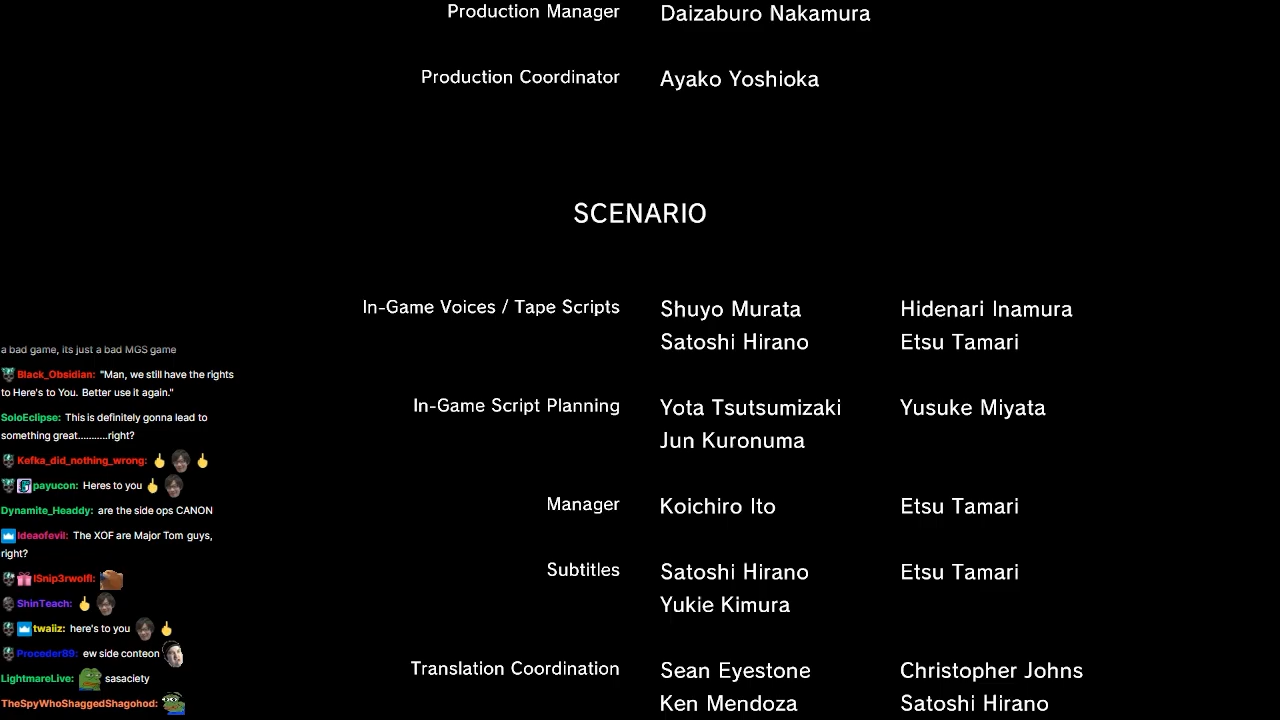 Production Manager Daizaburo Nakamura
Production Coordinator Ayako Yoshioka
SCENARIO
In-Game Voices / Tape Scripts Shuyo Murata Hidenari Inamura
Satoshi Hirano Etsu Tamari
In-Game Script Planning Yota Tsutsumizaki Yusuke Miyata
Jun Kuronuma
Manager Koichiro Ito Etsu Tamari
Subtitles Satoshi Hirano Etsu Tamari
Yukie Kimura
Translation Coordination Sean Eyestone Christopher Johns
Ken Mendoza Satoshi Hirano
a bad game, its just a bad MGS game
Black_Obsidian: "Man, we still have the rights
to Here's to You. Better use it again."
SoloEclipse: This is definitely gonna lead to
something great...........right?
Kefka_did_nothing_wrong:
payucon: Heres to you
Dynamite_Headdy: are the side ops CANON
Ideaofevil: The XOF are Major Tom guys,
right?
ISnip3rwolfI:
ShinTeach:
twaiiz: here's to you
Proceder89: ew side conteon
LightmareLive: sasaciety
TheSpyWhoShaggedShagohod: